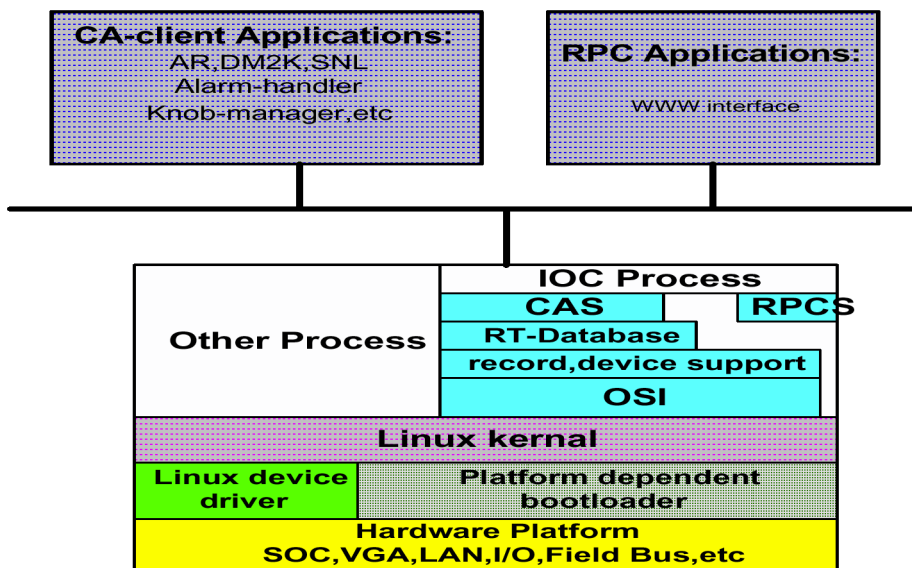 CA-client Applications:
AR,DM2K,SNL
Alarm-handler
Knob-manager,etc
RPC Applications:
WWW interface
Other Process
IOC Process
CAS
RPCS
RT-Database
record,device support
OSI
Linux kernal
Linux device
driver
Platform dependent
bootloader
Hardware Platform
SOC,VGA,LAN,I/O,Field Bus,etc